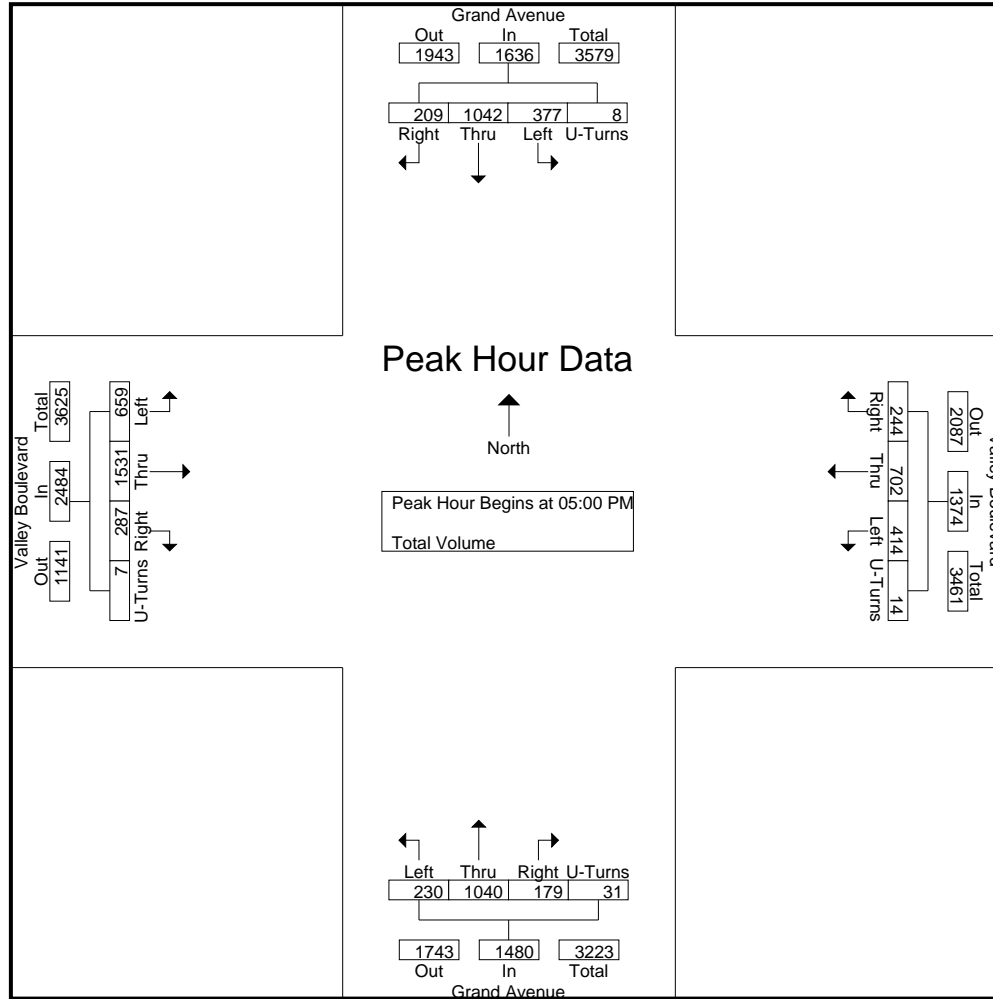 Grand Avenue
Out In Total
1943 1636 3579
209 1042 377 8
Right Thru Left U-Turns
Peak Hour Data
North
Peak Hour Begins at 05:00 PM
Total Volume
Valley Boulevard
Total In Out
3625 2484 1141
659 1531 287 7
Left Thru Right U-Turns
Valley Boulevard
Out In Total
2087 1374 3461
244 702 414 14
Right Thru Left U-Turns
Left Thru Right U-Turns
230 1040 179 31
1743 1480 3223
Out In Total
Grand Avenue